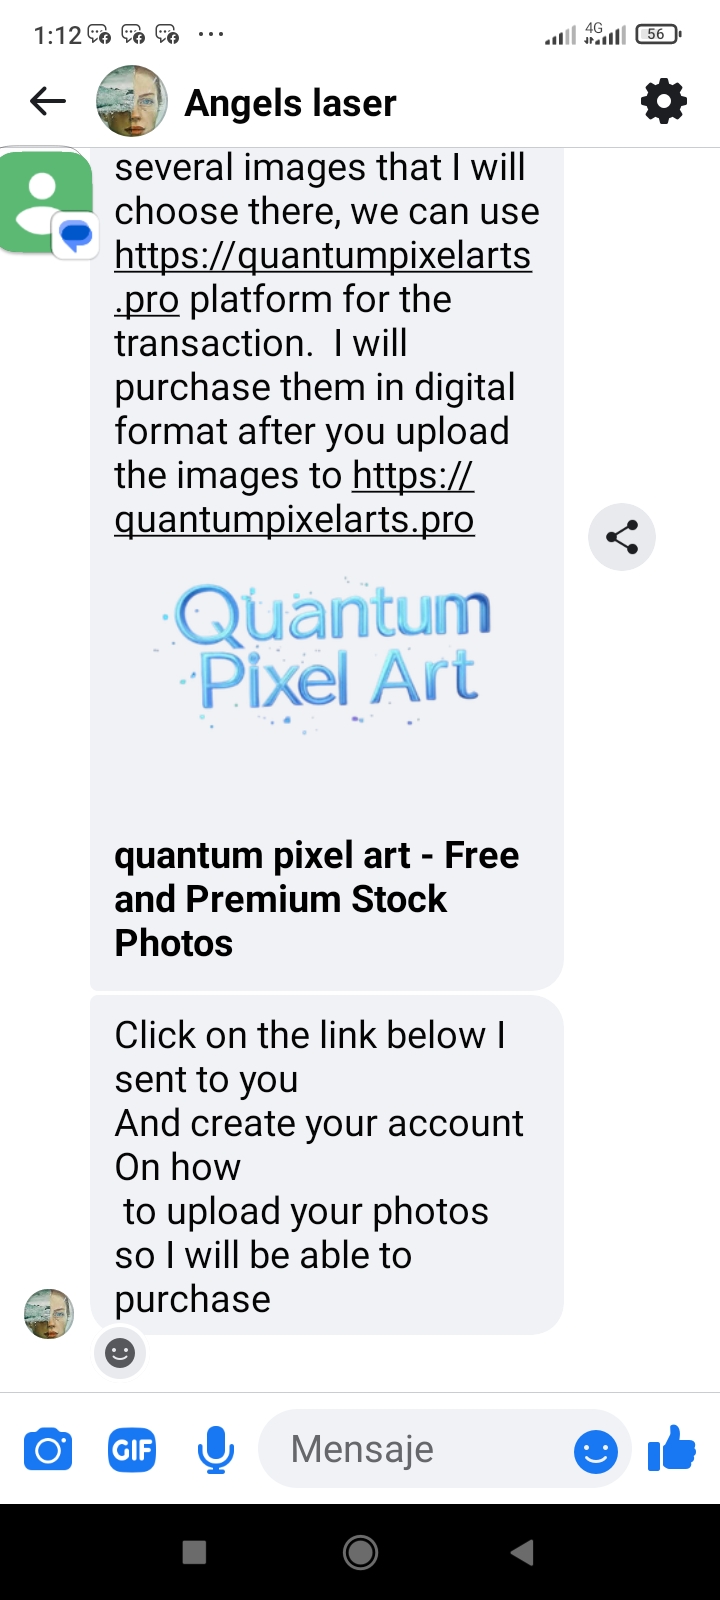 1:12
4G
56
Angels laser
several images that I will
choose there, we can use
https://quantumpixelarts
.pro platform for the
transaction.  I will
purchase them in digital
format after you upload
the images to https://
quantumpixelarts.pro
Quantum
Pixel Art
quantum pixel art - Free
and Premium Stock
Photos
Click on the link below I
sent to you
And create your account
On how
to upload your photos
so I will be able to
purchase
GIF
Mensaje